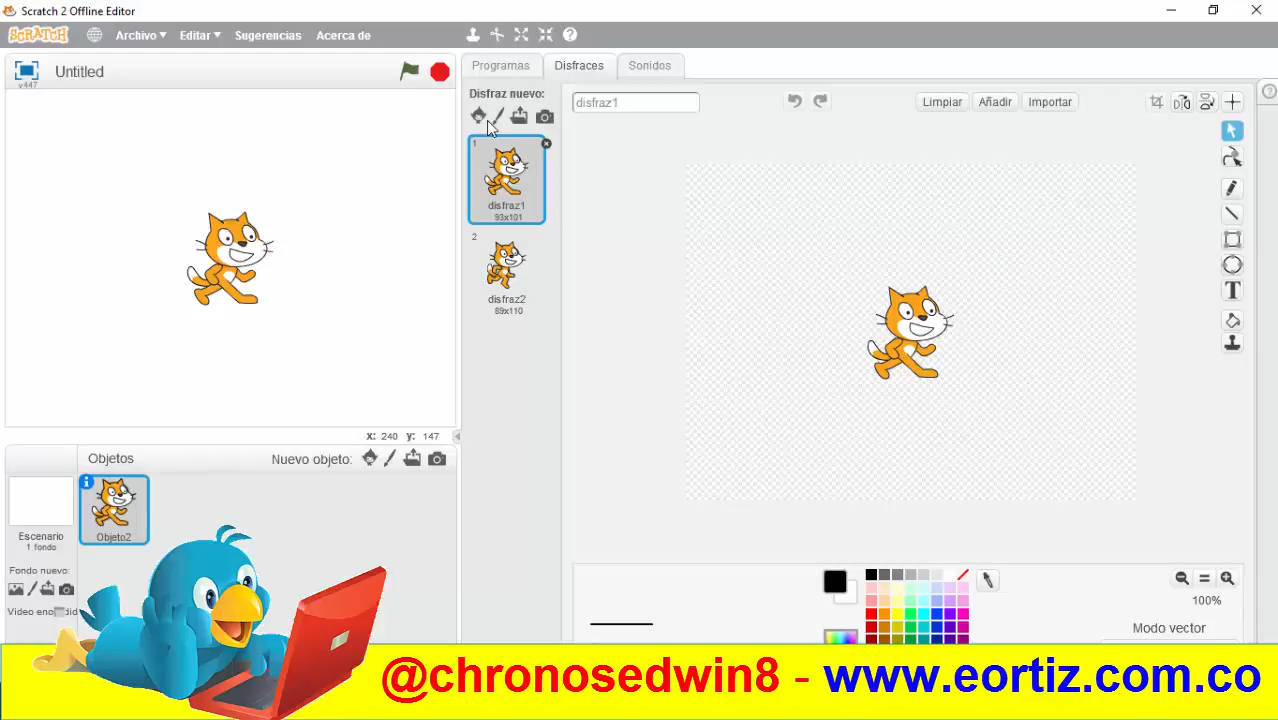 Scratch 2 Offline Editor
SCRATCH
Archivo
Editar
Sugerencias
Acerca de
v447
Untitled
Programas
Disfraces
Sonidos
Disfraz nuevo:
disfraz1
Limpiar
Añadir
Importar
1
disfraz1
93x101
2
disfraz2
89x110
T
x: 240 y: 147
Objetos
Nuevo objeto:
Escenario
1 fondo
Objeto2
Fondo nuevo:
100%
Modo vector
@chronosedwin8 - www.eortiz.com.co